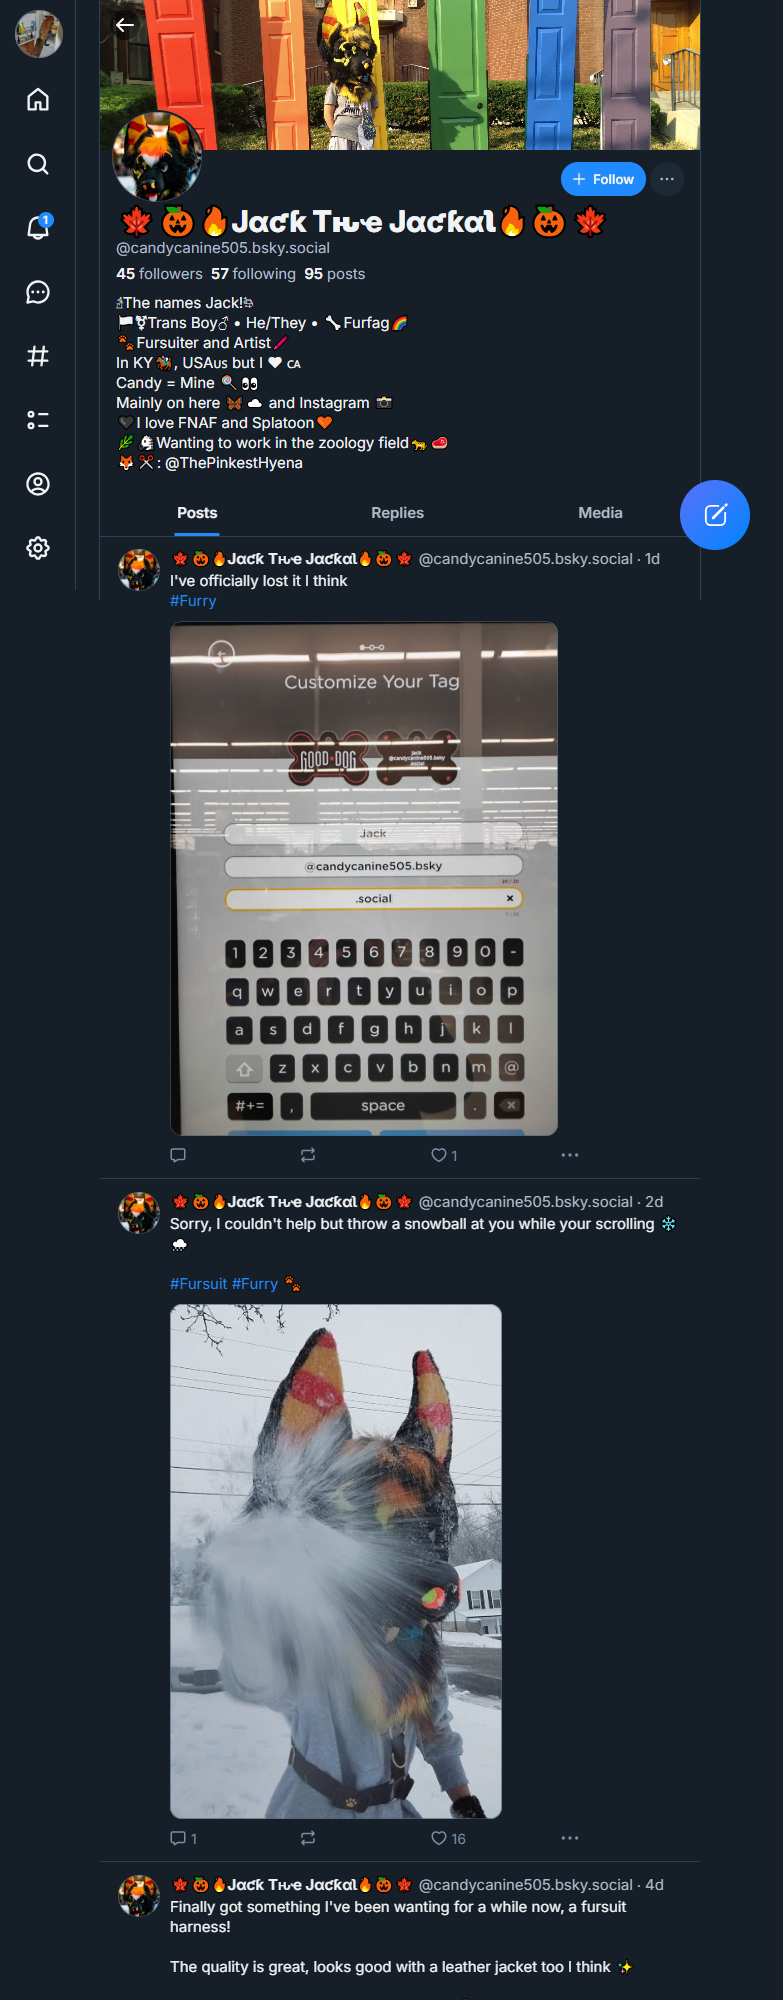 Follow
🍁 🎃 🔥Jack The Jackal🔥 🎃 🍁
@candycanine505.bsky.social
45 followers 57 following 95 posts
The names Jack!
🏳️‍⚧️Trans Boy♂ • He/They • 🦴Furfag🌈
🐾Fursuiter and Artist🖍
In KY🏇, USAUS but I ❤ CA
Candy = Mine 🍭 👀
Mainly on here 🦋 ☁ and Instagram 📸
🖤I love FNAF and Splatoon🧡
🌿 Wanting to work in the zoology field🐆 🥩
🦊 ✂: @ThePinkestHyena
Posts Replies Media
🍁 🎃 🔥Jack The Jackal🔥 🎃 🍁 @candycanine505.bsky.social · 1d
I've officially lost it I think
#Furry
Customize Your Tag
GOOD DOG
jack
@candycanine505.bsky
.social
Jack
@candycanine505.bsky
20 / 20
.social ×
7 / 20
1 2 3 4 5 6 7 8 9 0 -
q w e r t y u i o p
a s d f g h j k l
z x c v b n m @
#+= , space .
1
🍁 🎃 🔥Jack The Jackal🔥 🎃 🍁 @candycanine505.bsky.social · 2d
Sorry, I couldn't help but throw a snowball at you while your scrolling ❄
🌨
#Fursuit #Furry 🐾
1 16
🍁 🎃 🔥Jack The Jackal🔥 🎃 🍁 @candycanine505.bsky.social · 4d
Finally got something I've been wanting for a while now, a fursuit
harness!
The quality is great, looks good with a leather jacket too I think ✨